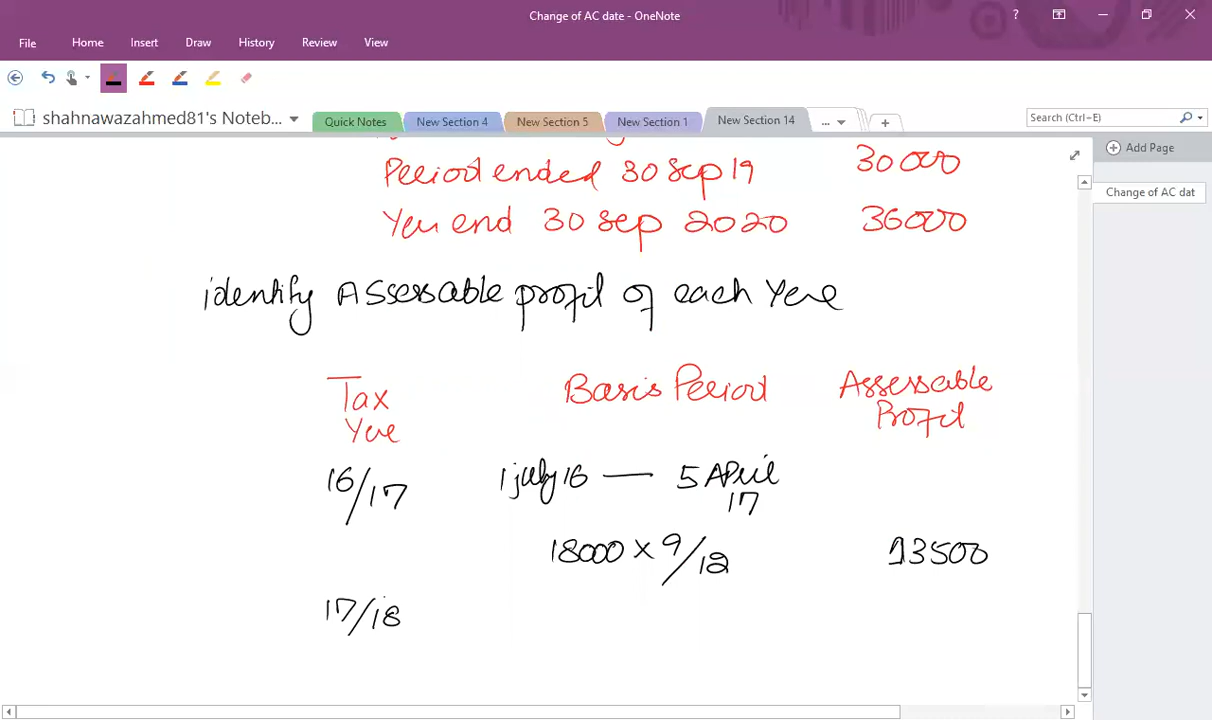 Change of AC date - OneNote
?
File Home Insert Draw History Review View
shahnawazahmed81's Noteb... Quick Notes New Section 4 New Section 5 New Section 1 New Section 14 ... + Search (Ctrl+E)
Add Page
Change of AC dat
Period ended 30 Sep 19 30000
Yeu end 30 Sep 2020 36000
identify Assessable profit of each Yere
Tax Yere Basis Period Assessable Profit
16/17 1 july 16 — 5 April 17
18000 × 9/12 13500
17/18